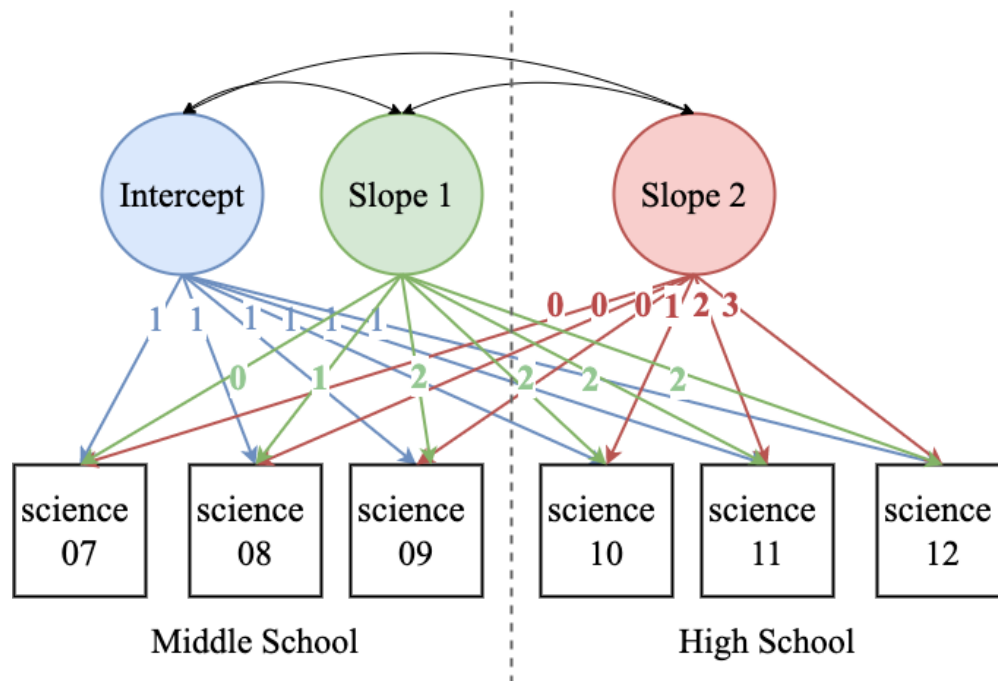 Intercept
Slope 1
Slope 2
1 1 1 1 1 1
0 0 0 1 2 3
0 1 2 2 2 2
science
07
science
08
science
09
science
10
science
11
science
12
Middle School
High School